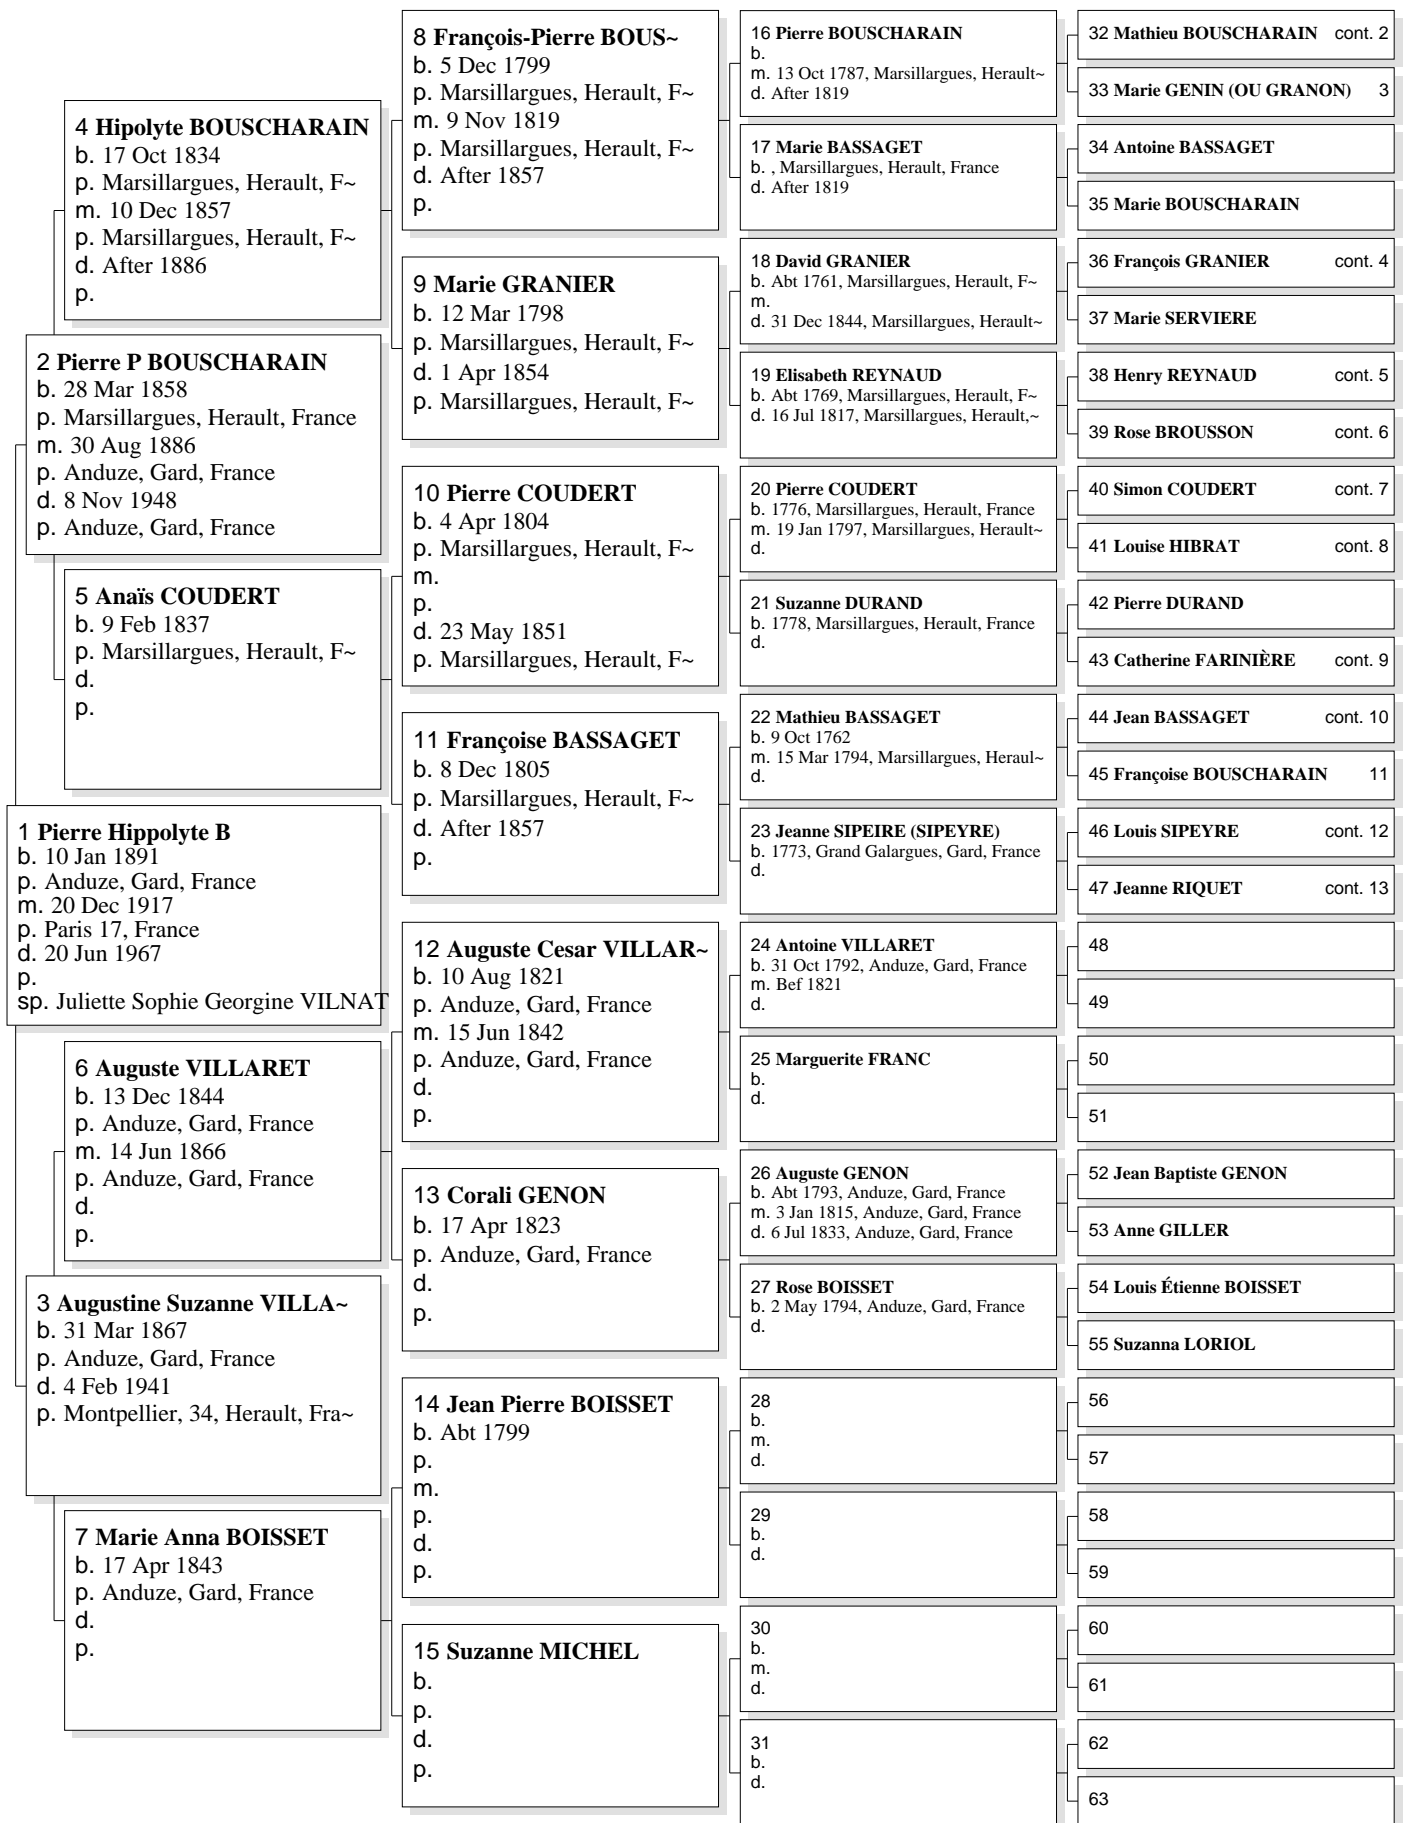 1 Pierre Hippolyte B
b. 10 Jan 1891
p. Anduze, Gard, France
m. 20 Dec 1917
p. Paris 17, France
d. 20 Jun 1967
p.
sp. Juliette Sophie Georgine VILNAT
2 Pierre P BOUSCHARAIN
b. 28 Mar 1858
p. Marsillargues, Herault, France
m. 30 Aug 1886
p. Anduze, Gard, France
d. 8 Nov 1948
p. Anduze, Gard, France
3 Augustine Suzanne VILLA~
b. 31 Mar 1867
p. Anduze, Gard, France
d. 4 Feb 1941
p. Montpellier, 34, Herault, Fra~
4 Hipolyte BOUSCHARAIN
b. 17 Oct 1834
p. Marsillargues, Herault, F~
m. 10 Dec 1857
p. Marsillargues, Herault, F~
d. After 1886
p.
5 Anaïs COUDERT
b. 9 Feb 1837
p. Marsillargues, Herault, F~
d.
p.
6 Auguste VILLARET
b. 13 Dec 1844
p. Anduze, Gard, France
m. 14 Jun 1866
p. Anduze, Gard, France
d.
p.
7 Marie Anna BOISSET
b. 17 Apr 1843
p. Anduze, Gard, France
d.
p.
8 François-Pierre BOUS~
b. 5 Dec 1799
p. Marsillargues, Herault, F~
m. 9 Nov 1819
p. Marsillargues, Herault, F~
d. After 1857
p.
9 Marie GRANIER
b. 12 Mar 1798
p. Marsillargues, Herault, F~
d. 1 Apr 1854
p. Marsillargues, Herault, F~
10 Pierre COUDERT
b. 4 Apr 1804
p. Marsillargues, Herault, F~
m.
p.
d. 23 May 1851
p. Marsillargues, Herault, F~
11 Françoise BASSAGET
b. 8 Dec 1805
p. Marsillargues, Herault, F~
d. After 1857
p.
12 Auguste Cesar VILLAR~
b. 10 Aug 1821
p. Anduze, Gard, France
m. 15 Jun 1842
p. Anduze, Gard, France
d.
p.
13 Corali GENON
b. 17 Apr 1823
p. Anduze, Gard, France
d.
p.
14 Jean Pierre BOISSET
b. Abt 1799
p.
m.
p.
d.
p.
15 Suzanne MICHEL
b.
p.
d.
p.
16 Pierre BOUSCHARAIN
b.
m. 13 Oct 1787, Marsillargues, Herault~
d. After 1819
17 Marie BASSAGET
b. , Marsillargues, Herault, France
d. After 1819
18 David GRANIER
b. Abt 1761, Marsillargues, Herault, F~
m.
d. 31 Dec 1844, Marsillargues, Herault~
19 Elisabeth REYNAUD
b. Abt 1769, Marsillargues, Herault, F~
d. 16 Jul 1817, Marsillargues, Herault,~
20 Pierre COUDERT
b. 1776, Marsillargues, Herault, France
m. 19 Jan 1797, Marsillargues, Herault~
d.
21 Suzanne DURAND
b. 1778, Marsillargues, Herault, France
d.
22 Mathieu BASSAGET
b. 9 Oct 1762
m. 15 Mar 1794, Marsillargues, Heraul~
d.
23 Jeanne SIPEIRE (SIPEYRE)
b. 1773, Grand Galargues, Gard, France
d.
24 Antoine VILLARET
b. 31 Oct 1792, Anduze, Gard, France
m. Bef 1821
d.
25 Marguerite FRANC
b.
d.
26 Auguste GENON
b. Abt 1793, Anduze, Gard, France
m. 3 Jan 1815, Anduze, Gard, France
d. 6 Jul 1833, Anduze, Gard, France
27 Rose BOISSET
b. 2 May 1794, Anduze, Gard, France
d.
28
b.
m.
d.
29
b.
d.
30
b.
m.
d.
31
b.
d.
32 Mathieu BOUSCHARAIN cont. 2
33 Marie GENIN (OU GRANON) 3
34 Antoine BASSAGET
35 Marie BOUSCHARAIN
36 François GRANIER cont. 4
37 Marie SERVIERE
38 Henry REYNAUD cont. 5
39 Rose BROUSSON cont. 6
40 Simon COUDERT cont. 7
41 Louise HIBRAT cont. 8
42 Pierre DURAND
43 Catherine FARINIÈRE cont. 9
44 Jean BASSAGET cont. 10
45 Françoise BOUSCHARAIN 11
46 Louis SIPEYRE cont. 12
47 Jeanne RIQUET cont. 13
48
49
50
51
52 Jean Baptiste GENON
53 Anne GILLER
54 Louis Étienne BOISSET
55 Suzanna LORIOL
56
57
58
59
60
61
62
63